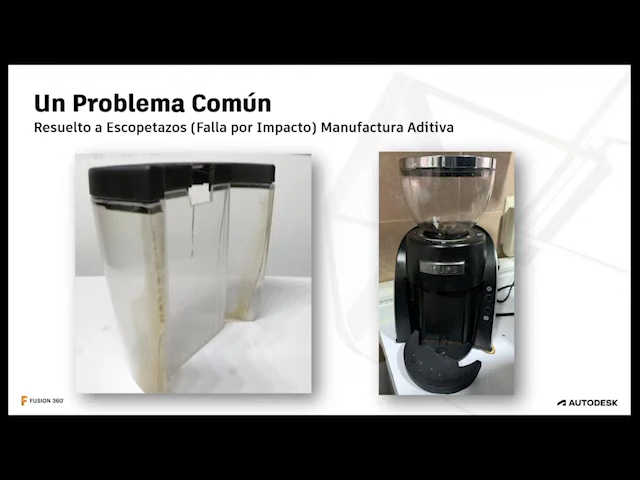 Un Problema Común
Resuelto a Escopetazos (Falla por Impacto) Manufactura Aditiva
FUSION 360°
AUTODESK